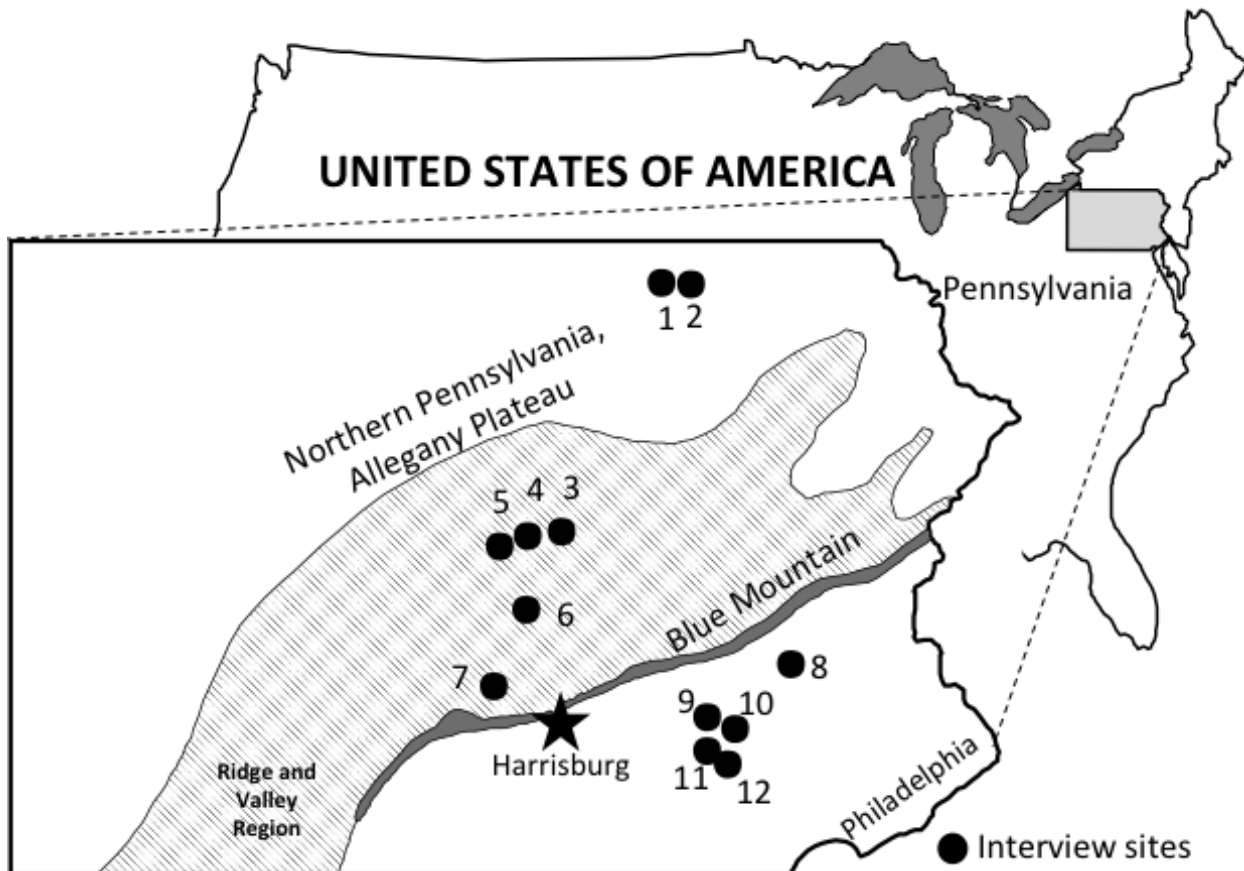 UNITED STATES OF AMERICA
Pennsylvania
1 2
Northern Pennsylvania,
Allegany Plateau
5 4 3
6
Blue Mountain
7
8
9 10
11 12
Harrisburg
Ridge and
Valley
Region
Philadelphia
Interview sites